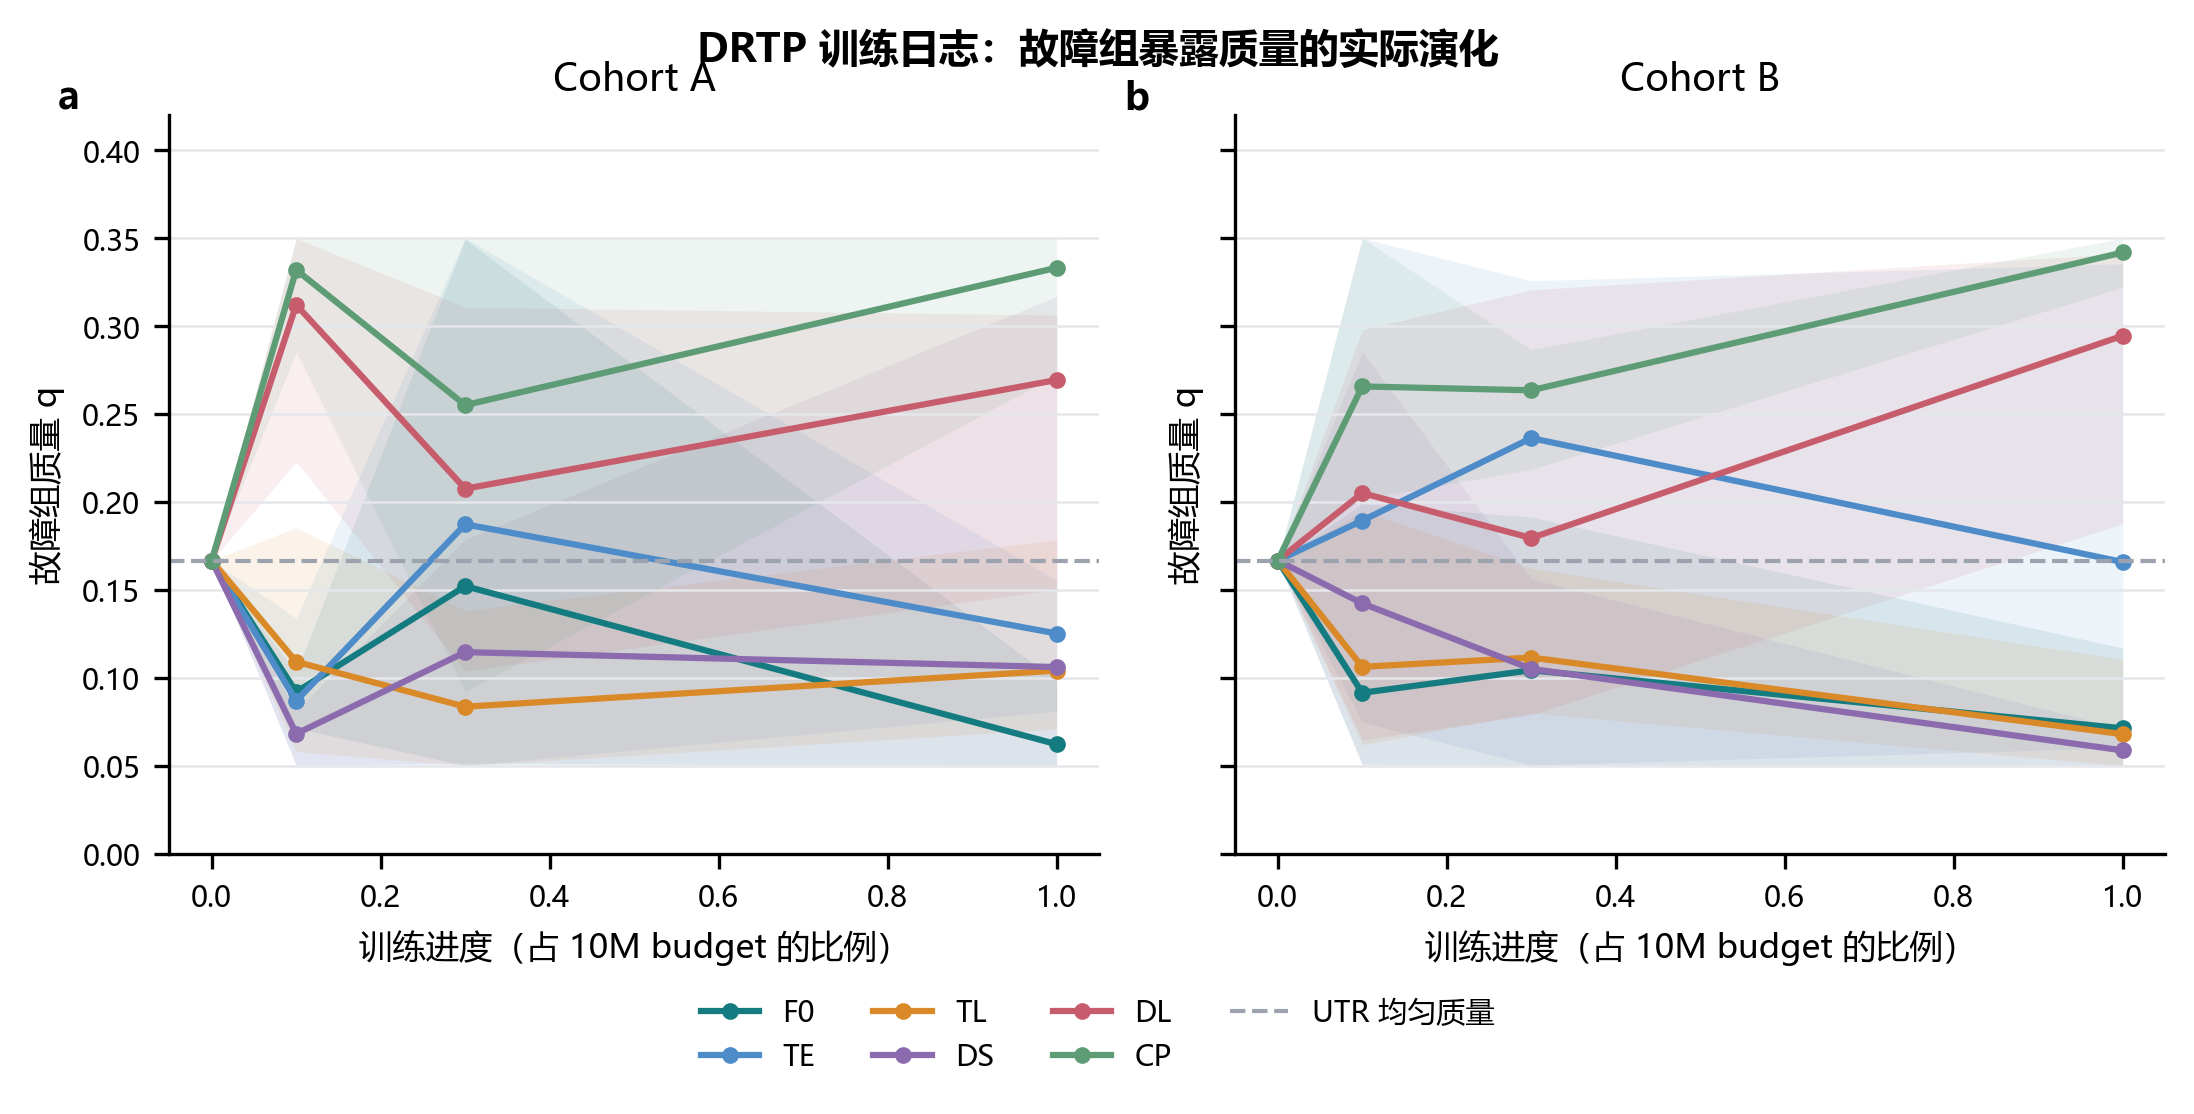 DRTP 训练日志：故障组暴露质量的实际演化
Cohort A
Cohort B
a
b
故障组质量 q
0.40
0.35
0.30
0.25
0.20
0.15
0.10
0.05
0.00
0.0 0.2 0.4 0.6 0.8 1.0
训练进度（占 10M budget 的比例）
故障组质量 q
0.0 0.2 0.4 0.6 0.8 1.0
训练进度（占 10M budget 的比例）
F0 TL DL UTR 均匀质量
TE DS CP